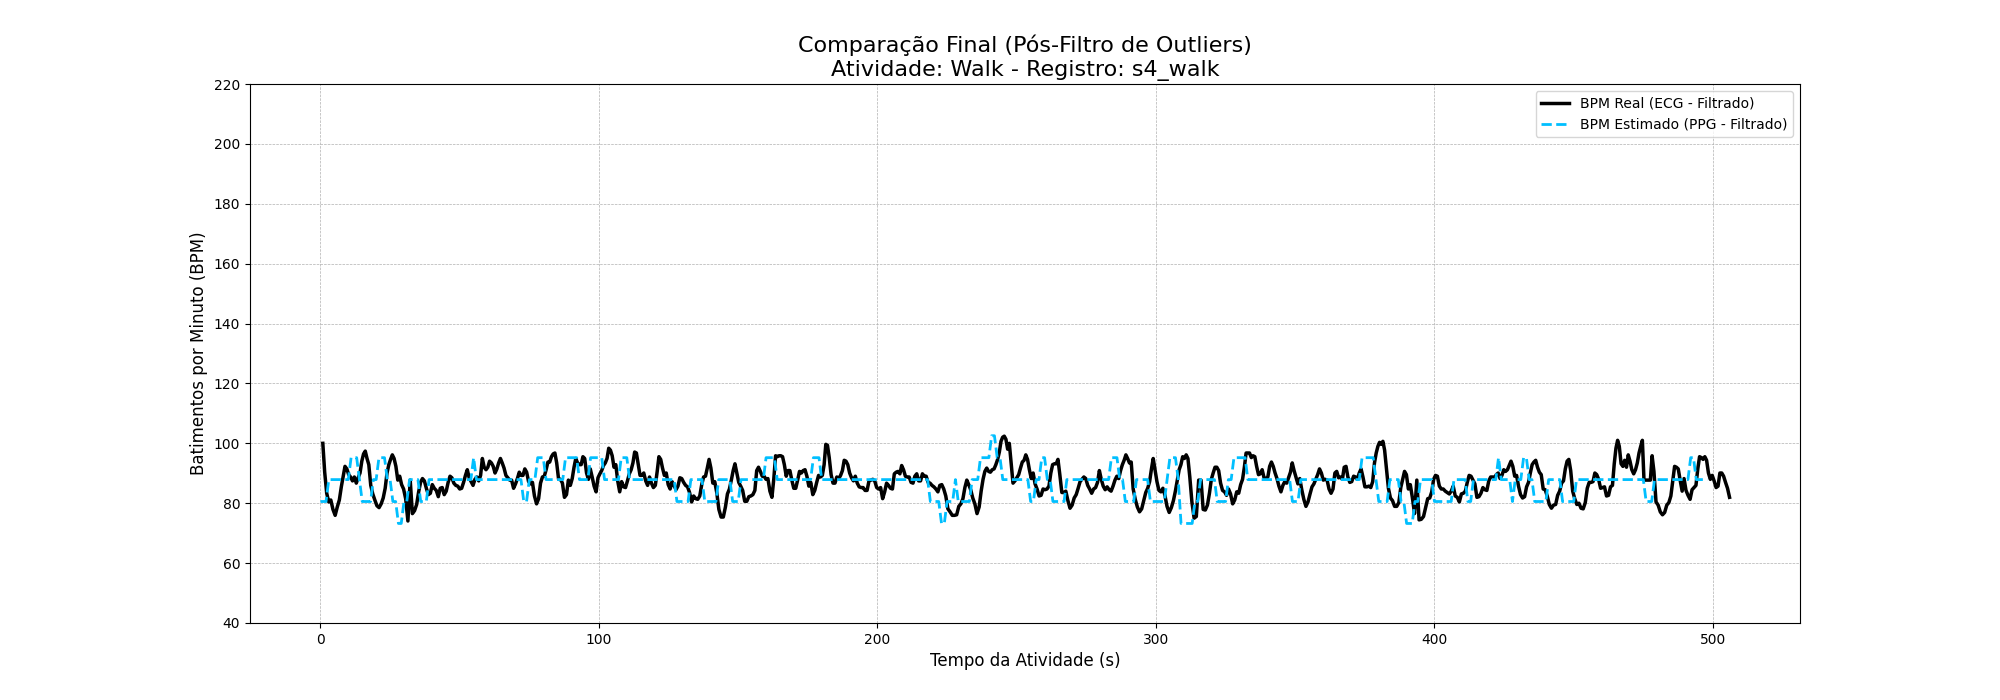 Comparação Final (Pós-Filtro de Outliers)
Atividade: Walk - Registro: s4_walk
BPM Real (ECG - Filtrado)
BPM Estimado (PPG - Filtrado)
Batimentos por Minuto (BPM)
220
200
180
160
140
120
100
80
60
40
0 100 200 300 400 500
Tempo da Atividade (s)